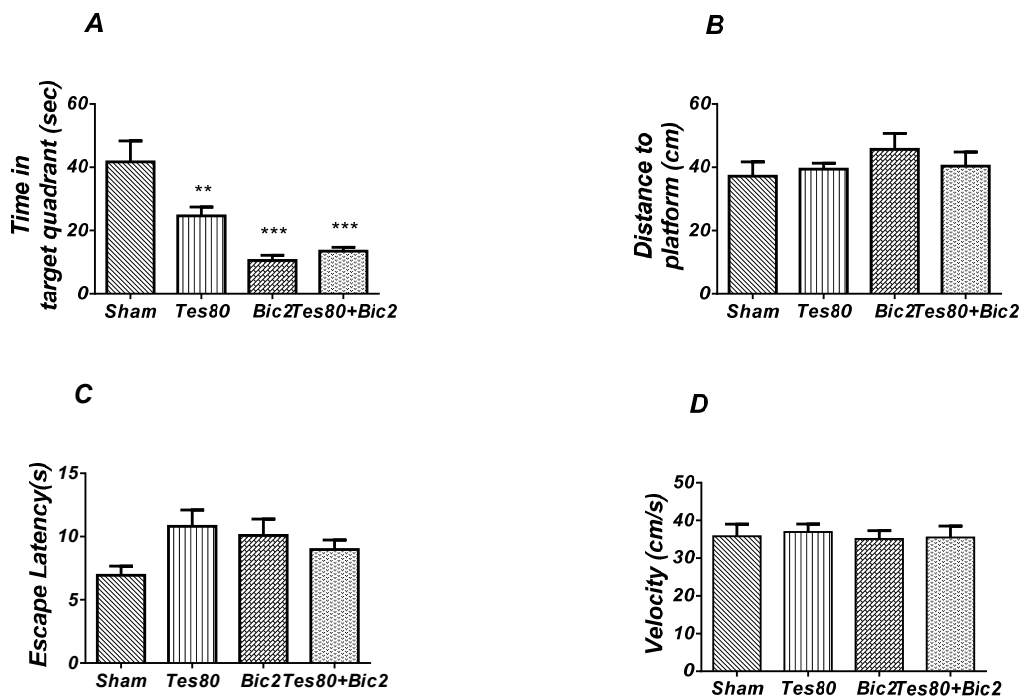 A
Time in
target quadrant (sec)
60
40
20
0
**
***
***
Sham Tes80 Bic2 Tes80+Bic2
B
Distance to
platform (cm)
60
40
20
0
Sham Tes80 Bic2 Tes80+Bic2
C
Escape Latency(s)
15
10
5
0
Sham Tes80 Bic2 Tes80+Bic2
D
Velocity (cm/s)
50
40
30
20
10
0
Sham Tes80 Bic2 Tes80+Bic2